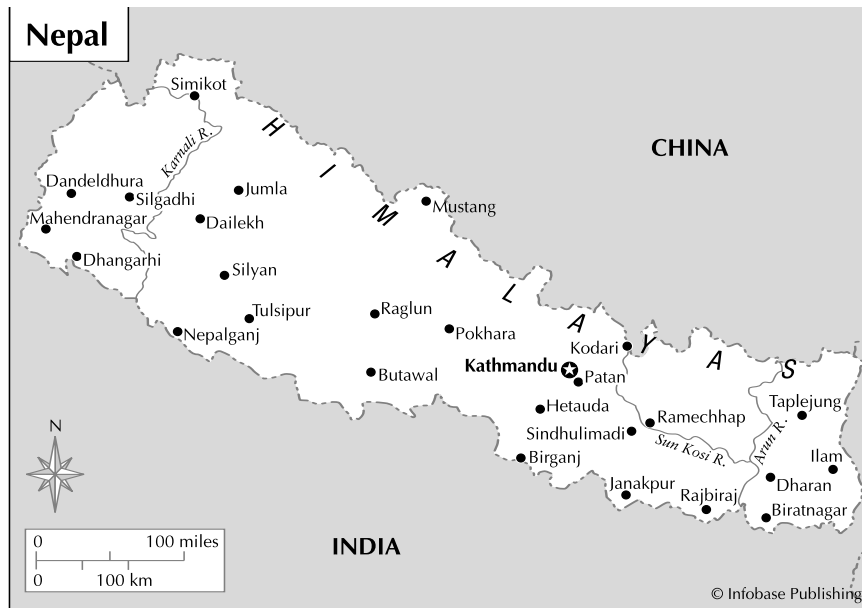 Nepal
Simikot
Karnali R.
HIMALAYAS
CHINA
Dandeldhura
Silgadhi
Jumla
Mustang
Mahendranagar
Dailekh
Dhangarhi
Silyan
Tulsipur
Raglun
Nepalganj
Pokhara
Kodari
Kathmandu
Patan
Butawal
Hetauda
Ramechhap
Taplejung
Sindhulimadi
Sun Kosi R.
Arun R.
Birganj
Ilam
Janakpur
Rajbiraj
Dharan
Biratnagar
N
0 100 miles
0 100 km
INDIA
© Infobase Publishing